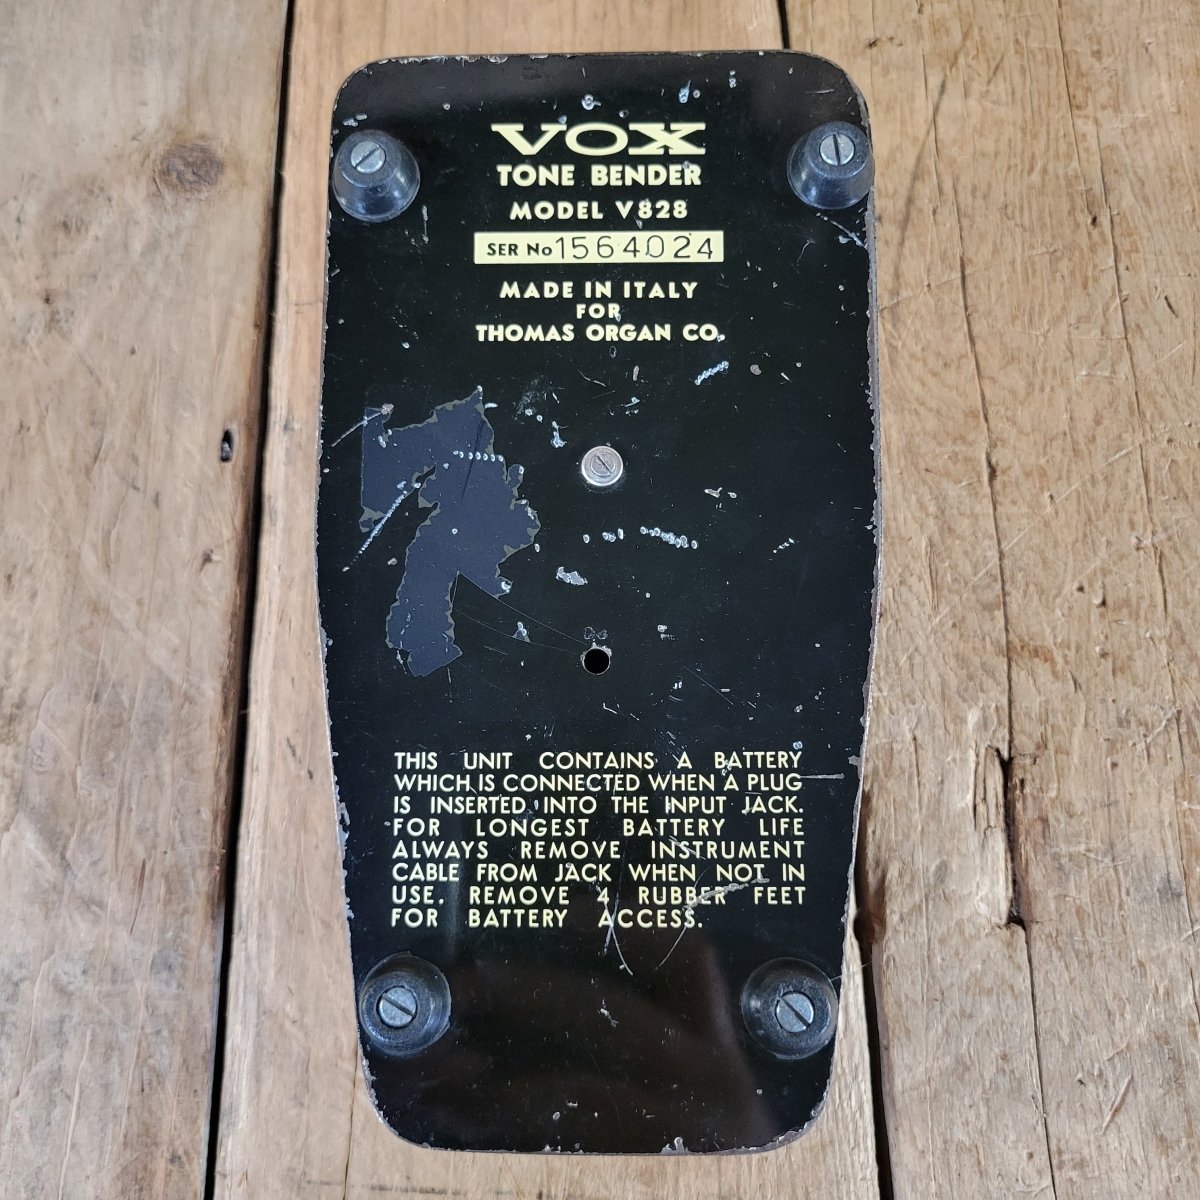 VOX
TONE BENDER
MODEL V828
SER No 1564024
MADE IN ITALY
FOR
THOMAS ORGAN CO.
THIS UNIT CONTAINS A BATTERY
WHICH IS CONNECTED WHEN A PLUG
IS INSERTED INTO THE INPUT JACK.
FOR LONGEST BATTERY LIFE
ALWAYS REMOVE INSTRUMENT
CABLE FROM JACK WHEN NOT IN
USE. REMOVE 4 RUBBER FEET
FOR BATTERY ACCESS.